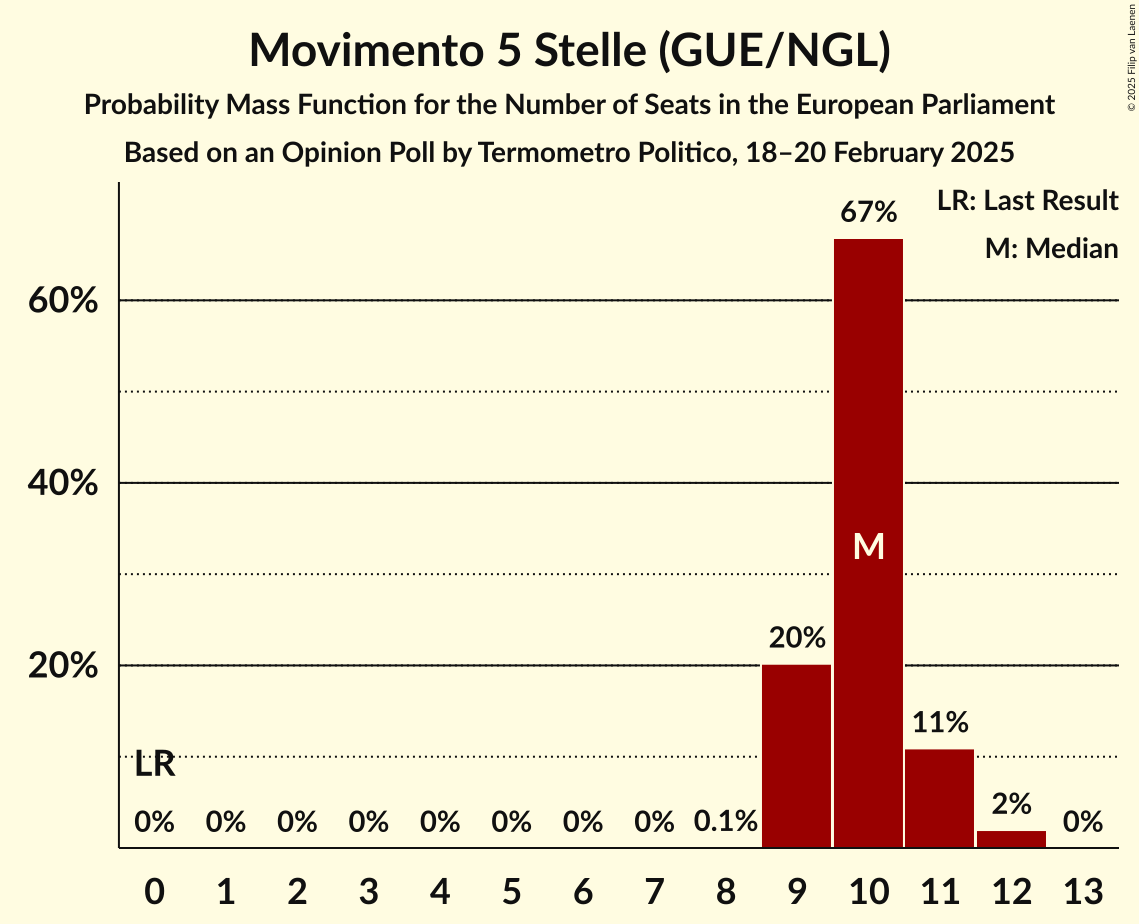 Movimento 5 Stelle (GUE/NGL)
Probability Mass Function for the Number of Seats in the European Parliament
Based on an Opinion Poll by Termometro Politico, 18–20 February 2025
© 2025 Filip van Laenen
LR: Last Result
M: Median
67%
60%
40%
M
20%
20%
11%
LR
2%
0% 0% 0% 0% 0% 0% 0% 0% 0.1% 0%
0 1 2 3 4 5 6 7 8 9 10 11 12 13